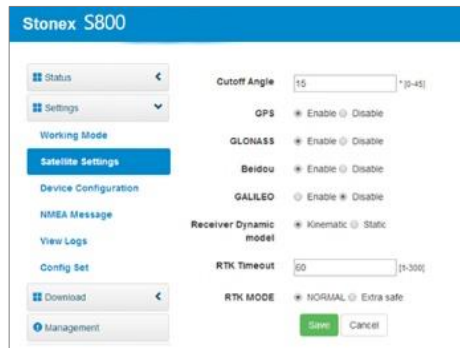 Stonex S800
Status
Settings
Working Mode
Satellite Settings
Device Configuration
NMEA Message
View Logs
Config Set
Download
Management
Cutoff Angle 15 * [0-45]
GPS Enable Disable
GLONASS Enable Disable
Beidou Enable Disable
GALILEO Enable Disable
Receiver Dynamic Kinematic Static
model
RTK Timeout 60 [1-300]
RTK MODE NORMAL Extra safe
Save Cancel